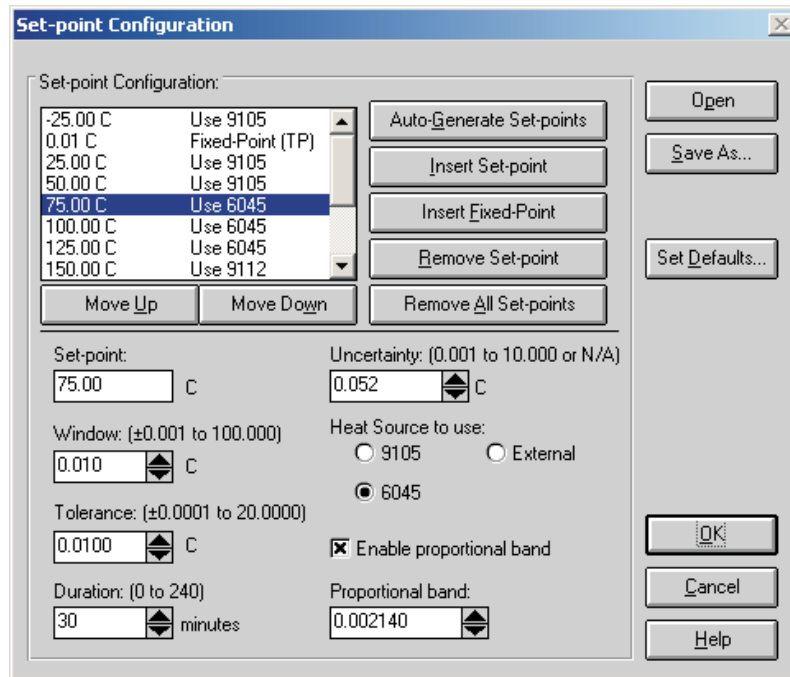 Set-point Configuration
Set-point Configuration:
-25.00 C Use 9105
0.01 C Fixed-Point (TP)
25.00 C Use 9105
50.00 C Use 9105
75.00 C Use 6045
100.00 C Use 6045
125.00 C Use 6045
150.00 C Use 9112
Move Up Move Down
Auto-Generate Set-points
Insert Set-point
Insert Fixed-Point
Remove Set-point
Remove All Set-points
Open
Save As...
Set Defaults...
Set-point:
75.00 C
Window: (±0.001 to 100.000)
0.010 C
Tolerance: (±0.0001 to 20.0000)
0.0100 C
Duration: (0 to 240)
30 minutes
Uncertainty: (0.001 to 10.000 or N/A)
0.052 C
Heat Source to use:
9105 External
6045
Enable proportional band
Proportional band:
0.002140
OK
Cancel
Help